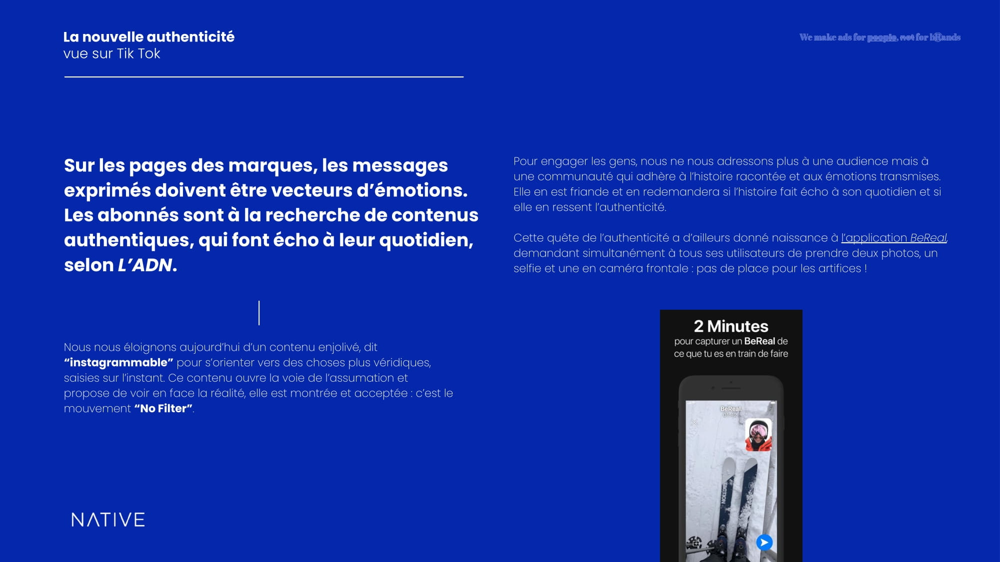 La nouvelle authenticité
vue sur Tik Tok
We make ads for people, not for bRands
Sur les pages des marques, les messages
exprimés doivent être vecteurs d’émotions.
Les abonnés sont à la recherche de contenus
authentiques, qui font écho à leur quotidien,
selon L’ADN.
Nous nous éloignons aujourd’hui d’un contenu enjolivé, dit
“instagrammable” pour s’orienter vers des choses plus véridiques,
saisies sur l’instant. Ce contenu ouvre la voie de l’assumation et
propose de voir en face la réalité, elle est montrée et acceptée : c’est le
mouvement “No Filter”.
Pour engager les gens, nous ne nous adressons plus à une audience mais à
une communauté qui adhère à l’histoire racontée et aux émotions transmises.
Elle en est friande et en redemandera si l’histoire fait écho à son quotidien et si
elle en ressent l’authenticité.
Cette quête de l’authenticité a d’ailleurs donné naissance à l’application BeReal,
demandant simultanément à tous ses utilisateurs de prendre deux photos, un
selfie et une en caméra frontale : pas de place pour les artifices !
2 Minutes
pour capturer un BeReal de
ce que tu es en train de faire
BeReal.
01:42
NATIVE